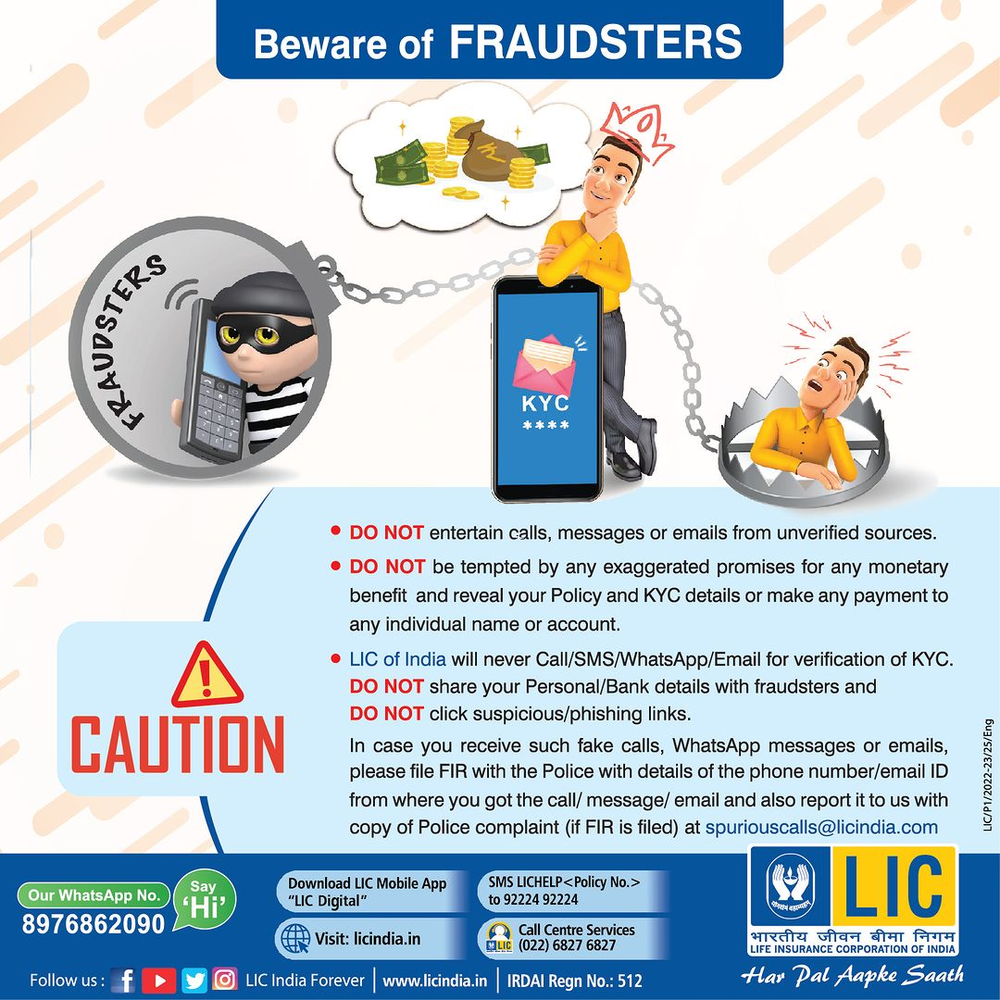 Beware of FRAUDSTERS
FRAUDSTERS
KYC
****
• DO NOT entertain calls, messages or emails from unverified sources.
• DO NOT be tempted by any exaggerated promises for any monetary
benefit and reveal your Policy and KYC details or make any payment to
any individual name or account.
• LIC of India will never Call/SMS/WhatsApp/Email for verification of KYC.
DO NOT share your Personal/Bank details with fraudsters and
DO NOT click suspicious/phishing links.
In case you receive such fake calls, WhatsApp messages or emails,
please file FIR with the Police with details of the phone number/email ID
from where you got the call/ message/ email and also report it to us with
copy of Police complaint (if FIR is filed) at spuriouscalls@licindia.com
CAUTION
LIC/P1/2022-23/25/Eng
Our WhatsApp No.
8976862090
Say
'Hi'
Download LIC Mobile App
"LIC Digital"
Visit: licindia.in
SMS LICHELP<Policy No.>
to 92224 92224
LIC
Call Centre Services
(022) 6827 6827
योगक्षेमं वहाम्यहम्
LIC
भारतीय जीवन बीमा निगम
LIFE INSURANCE CORPORATION OF INDIA
Har Pal Aapke Saath
Follow us : LIC India Forever | www.licindia.in | IRDAI Regn No.: 512